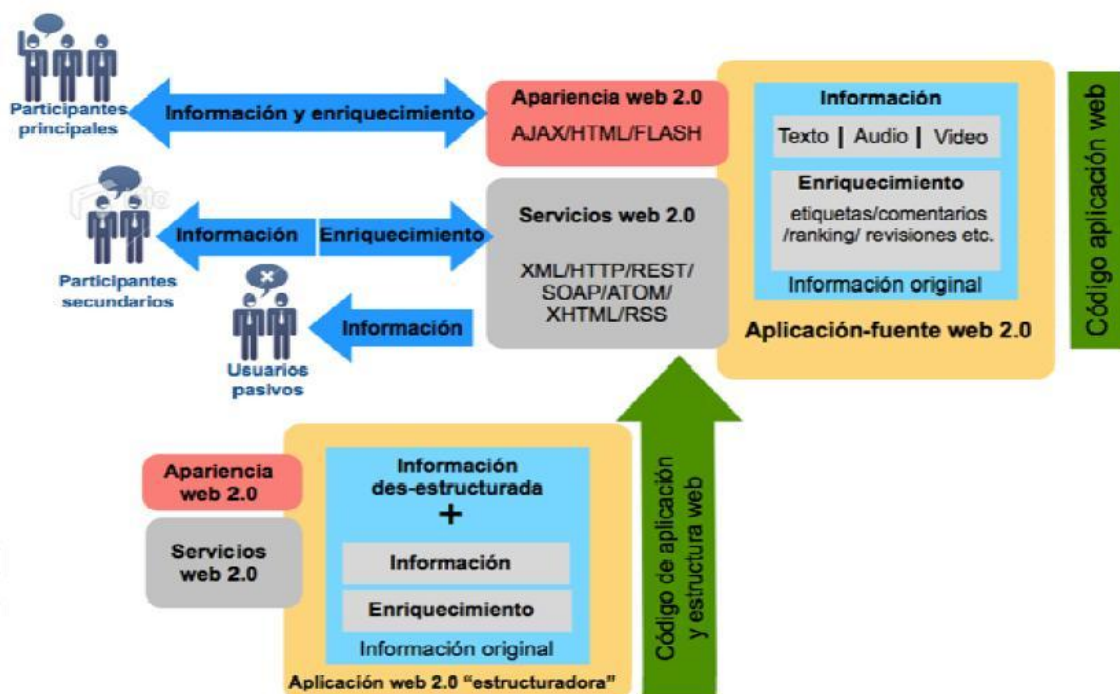 Participantes
principales
Información y enriquecimiento
Apariencia web 2.0
AJAX/HTML/FLASH
Información
Texto | Audio | Video
Enriquecimiento
etiquetas/comentarios
/ranking/ revisiones etc.
Información original
Aplicación-fuente web 2.0
Código aplicación web
Participantes
secundarios
Información
Enriquecimiento
Servicios web 2.0
XML/HTTP/REST/
SOAP/ATOM/
XHTML/RSS
Usuarios
pasivos
Información
Apariencia
web 2.0
Servicios
web 2.0
Información
des-estructurada
+
Información
Enriquecimiento
Información original
Aplicación web 2.0 “estructuradora”
Código de aplicación
y estructura web